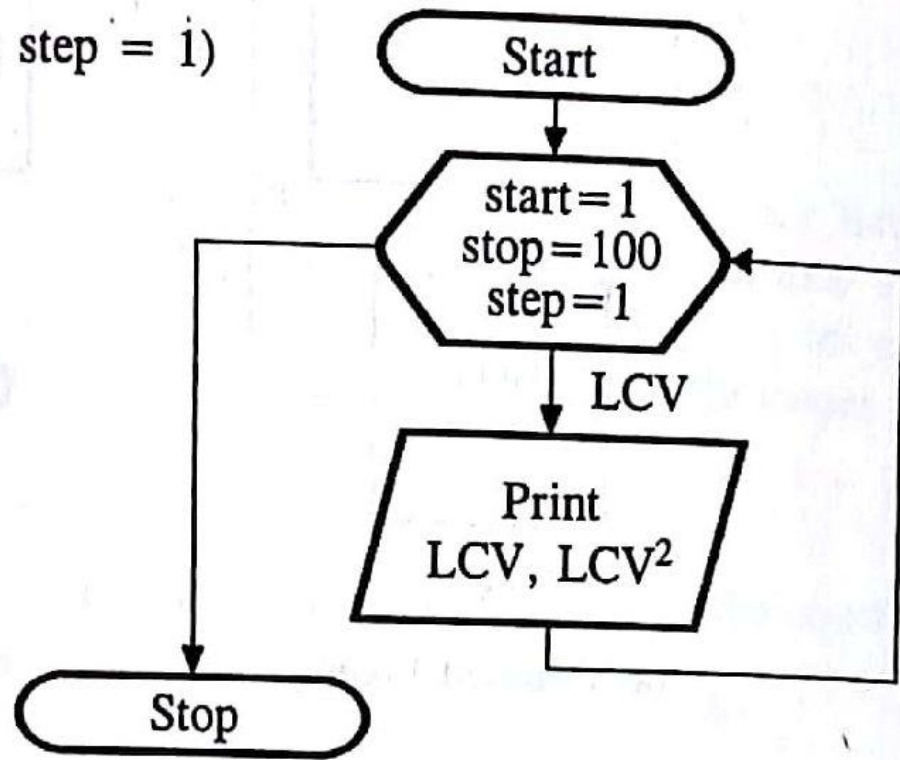 step = 1)
Start
start=1
stop=100
step=1
LCV
Print
LCV, LCV²
Stop